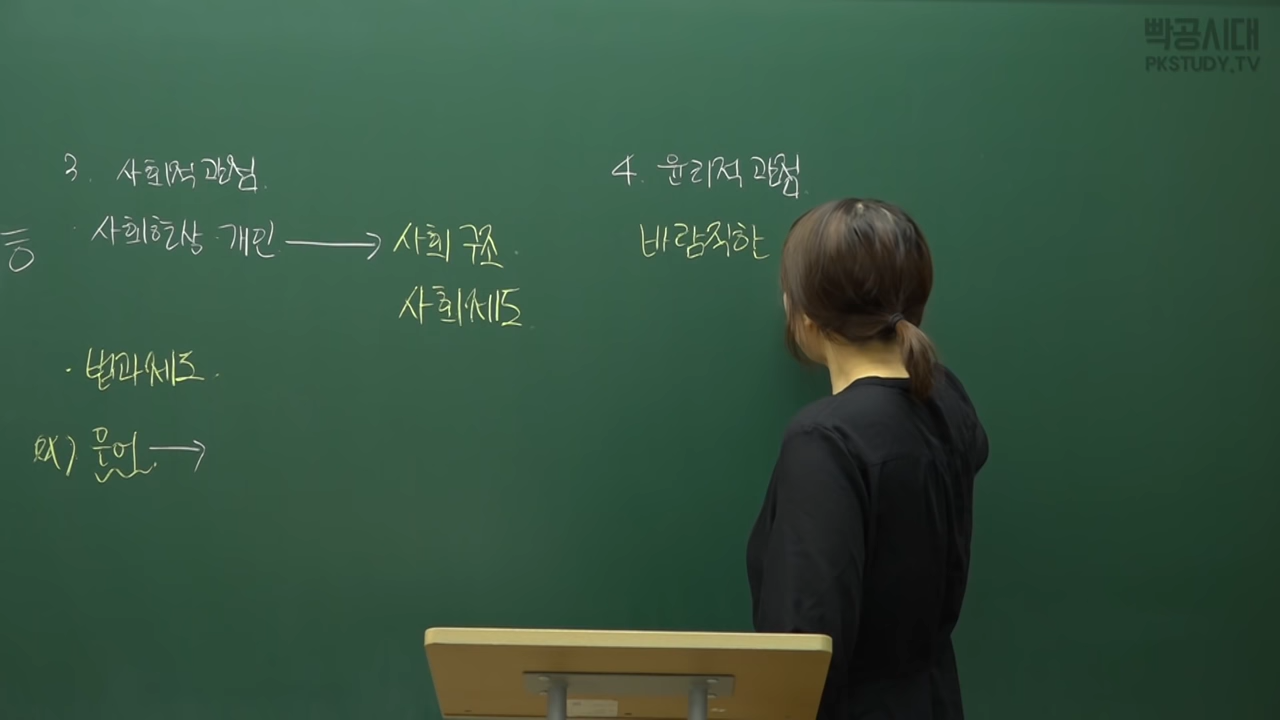 빡공시대
PKSTUDY.TV
3. 사회적 관점.
· 사회현상 개인 → 사회 구조.
사회제도.
· 법과 제도.
ex) 문언 →
4. 윤리적 관점.
바람직한